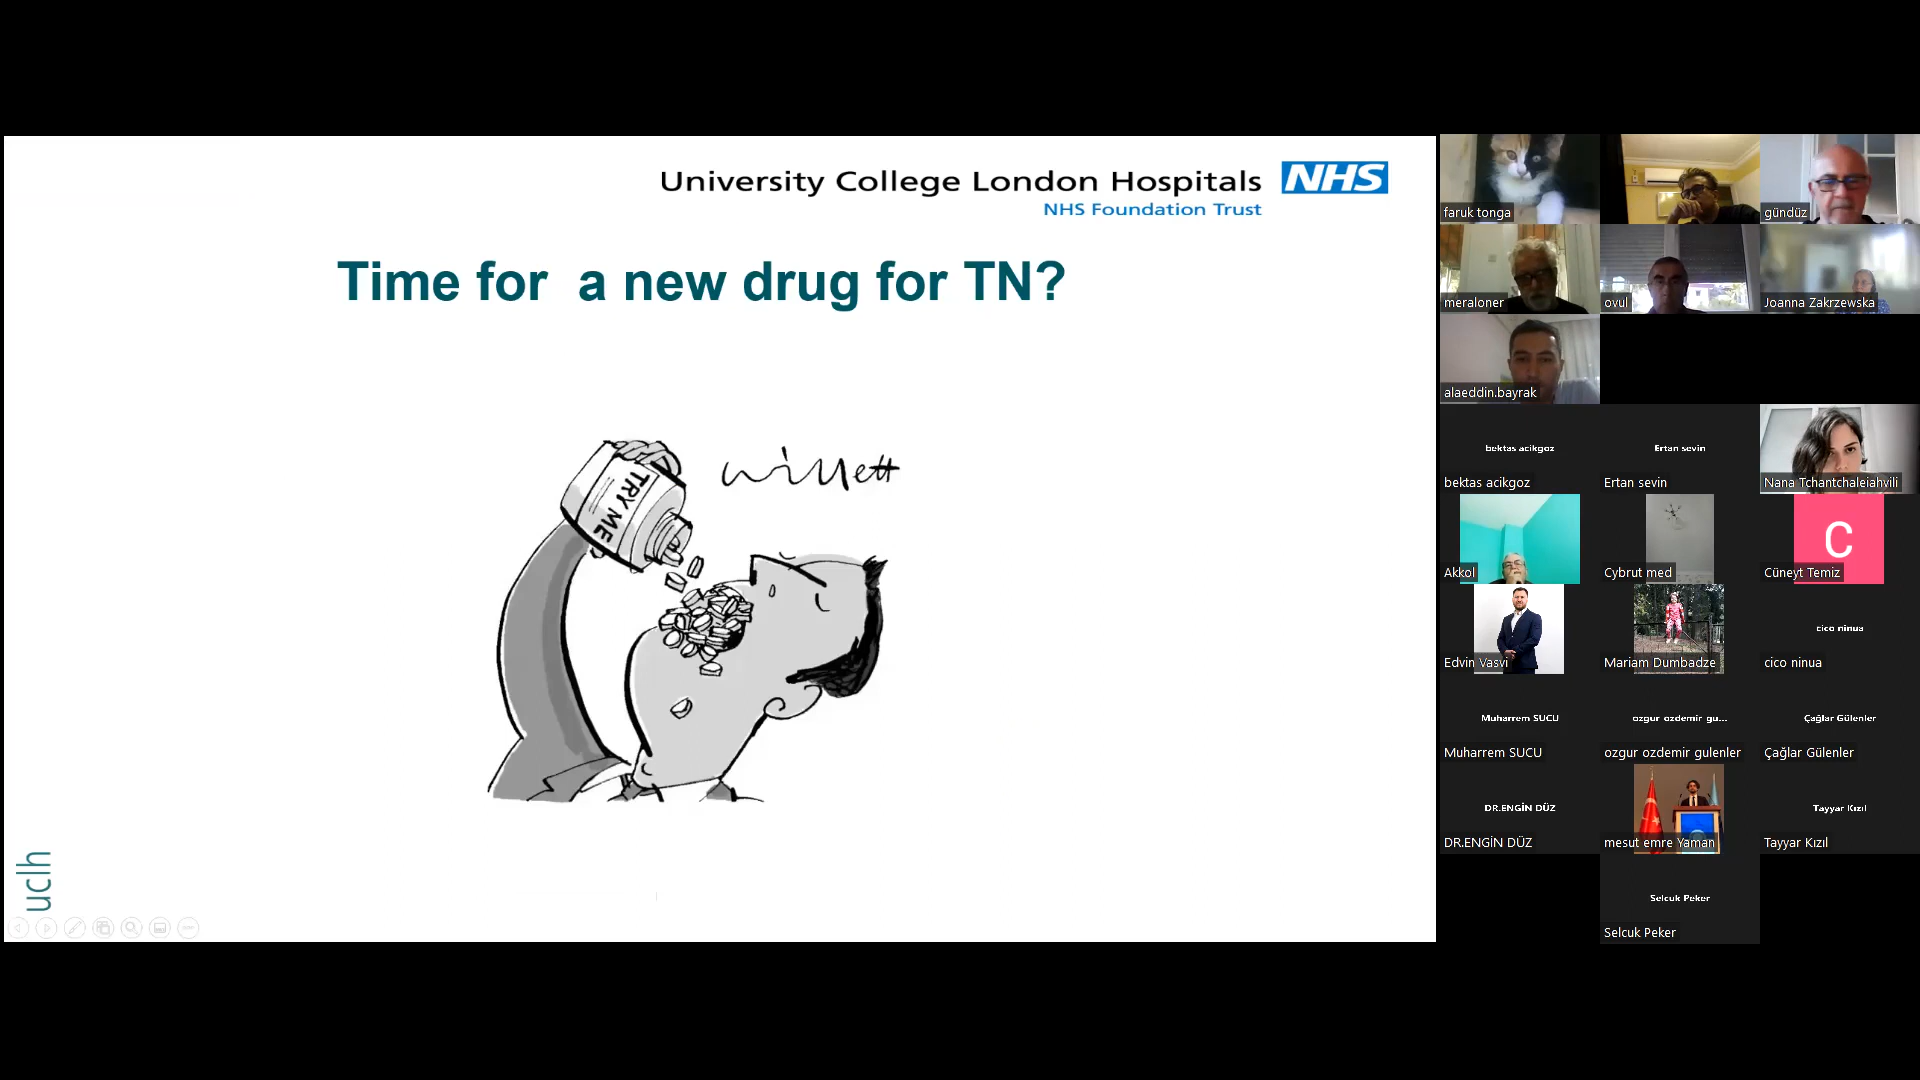 University College London Hospitals NHS
NHS Foundation Trust
Time for a new drug for TN?
willett
TRY ME
uclh
faruk tonga
gündüz
meraloner
ovul
Joanna Zakrzewska
alaeddin.bayrak
bektas acikgoz
bektas acikgoz
Ertan sevin
Ertan sevin
Nana Tchantchaleiahvili
Akkol
Cybrut med
C
Cüneyt Temiz
Edvin Vasvi
Mariam Dumbadze
cico ninua
cico ninua
Muharrem SUCU
Muharrem SUCU
ozgur ozdemir gu...
ozgur ozdemir gulenler
Çağlar Gülenler
Çağlar Gülenler
DR.ENGİN DÜZ
DR.ENGİN DÜZ
mesut emre Yaman
Tayyar Kızıl
Tayyar Kızıl
Selcuk Peker
Selcuk Peker